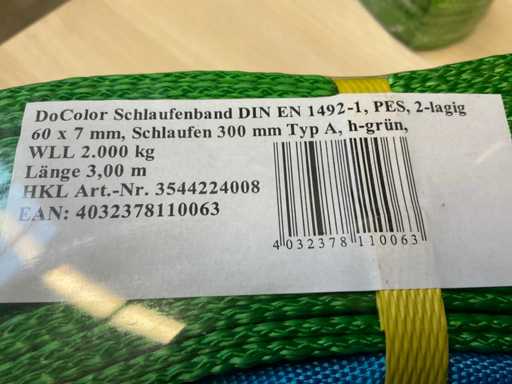 DoColor Schlaufenband DIN EN 1492-1, PES, 2-lagig
60 x 7 mm, Schlaufen 300 mm Typ A, h-grün,
WLL 2.000 kg
Länge 3,00 m
HKL Art.-Nr. 3544224008
EAN: 4032378110063
4 032378 110063